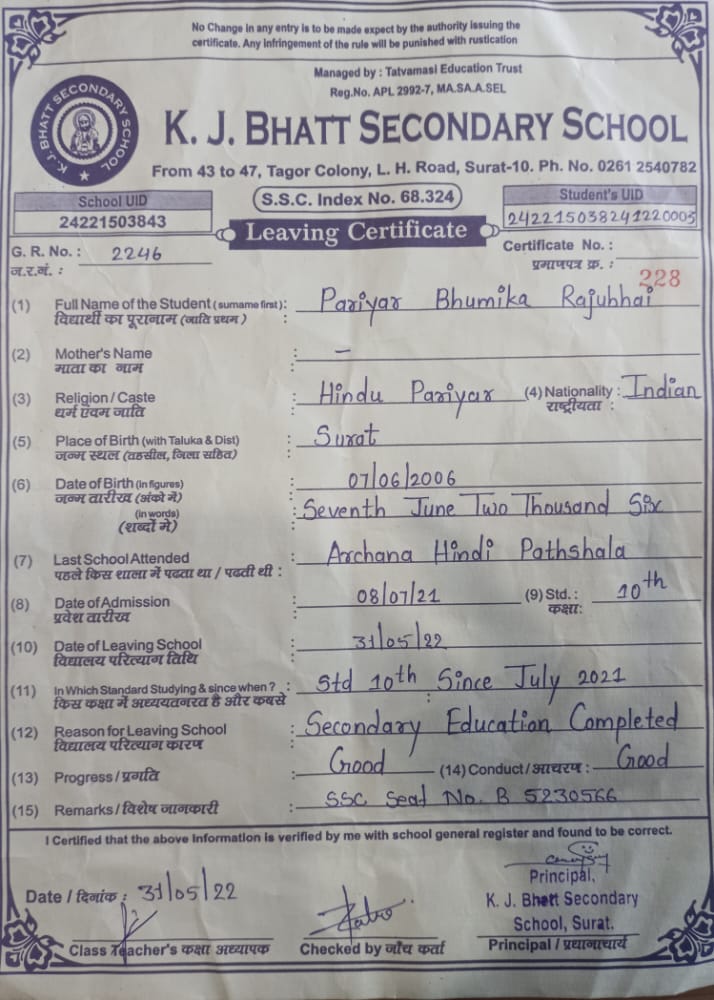 No Change in any entry is to be made expect by the authority issuing the
certificate. Any infringement of the rule will be punished with rustication
Managed by : Tatvamasi Education Trust
Reg.No. APL 2992-7, MA.SA.A.SEL
K. J. BHATT SECONDARY SCHOOL
K. J. BHATT SECONDARY SCHOOL
From 43 to 47, Tagor Colony, L. H. Road, Surat-10. Ph. No. 0261 2540782
School UID
24221503843
S.S.C. Index No. 68.324
Student's UID
242215038241220003
Leaving Certificate
G. R. No. : 2246
ज.र.नं. :
Certificate No. :
प्रमाणपत्र क्र. : 228
(1) Full Name of the Student (surname first) : Pariyar Bhumika Rajubhai
विद्यार्थी का पूरानाम (जाति प्रथम) :
(2) Mother's Name : –
माता का नाम :
(3) Religion / Caste : Hindu Pariyar (4) Nationality : Indian
धर्म एवम जाति : राष्ट्रीयता :
(5) Place of Birth (with Taluka & Dist) : Surat
जन्म स्थल (तहसील, जिला सहित) :
(6) Date of Birth (in figures) : 07/06/2006
जन्म तारीख (अंको में)
(in words) : Seventh June Two Thousand Six
(शब्दों मे)
(7) Last School Attended : Archana Hindi Pathshala
पहले किस शाला में पढता था / पढती थी :
(8) Date of Admission : 08/07/21 (9) Std. : 10th
प्रवेश तारीख : कक्षा:
(10) Date of Leaving School : 31/05/22
विद्यालय परित्याग तिथि :
(11) In Which Standard Studying & since when ? : Std 10th Since July 2021
किस कक्षा में अध्ययतनरत है और कबसे :
(12) Reason for Leaving School : Secondary Education Completed
विद्यालय परित्याग कारण :
(13) Progress / प्रगति : Good (14) Conduct / आचरण : Good
(15) Remarks / विशेष जानकारी : SSC Seat No. B 5230566
I Certified that the above Information is verified by me with school general register and found to be correct.
Date / दिनांक : 31/05/22
Principal,
K. J. Bhatt Secondary
School, Surat.
Class Teacher's कक्षा अध्यापक
Checked by जाँच कर्ता
Principal / प्रधानाचार्य